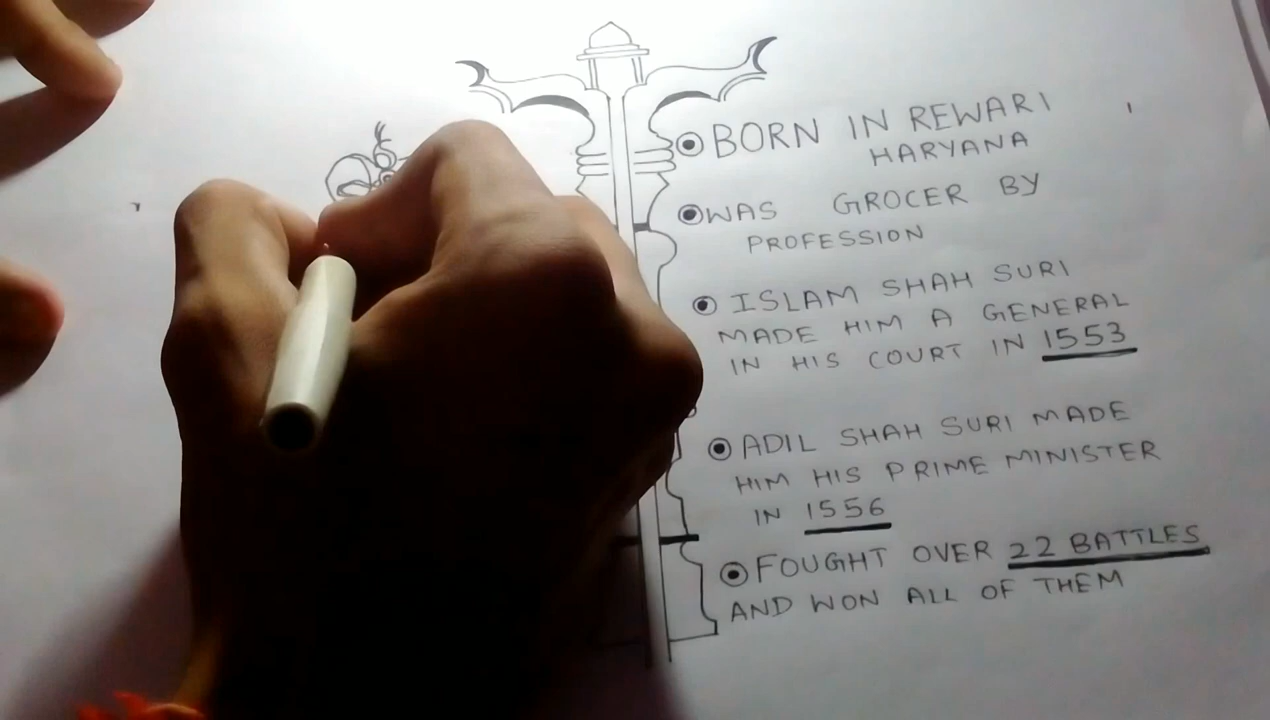 BORN IN REWARI
HARYANA
WAS GROCER BY
PROFESSION
ISLAM SHAH SURI
MADE HIM A GENERAL
IN HIS COURT IN 1553
ADIL SHAH SURI MADE
HIM HIS PRIME MINISTER
IN 1556
FOUGHT OVER 22 BATTLES
AND WON ALL OF THEM